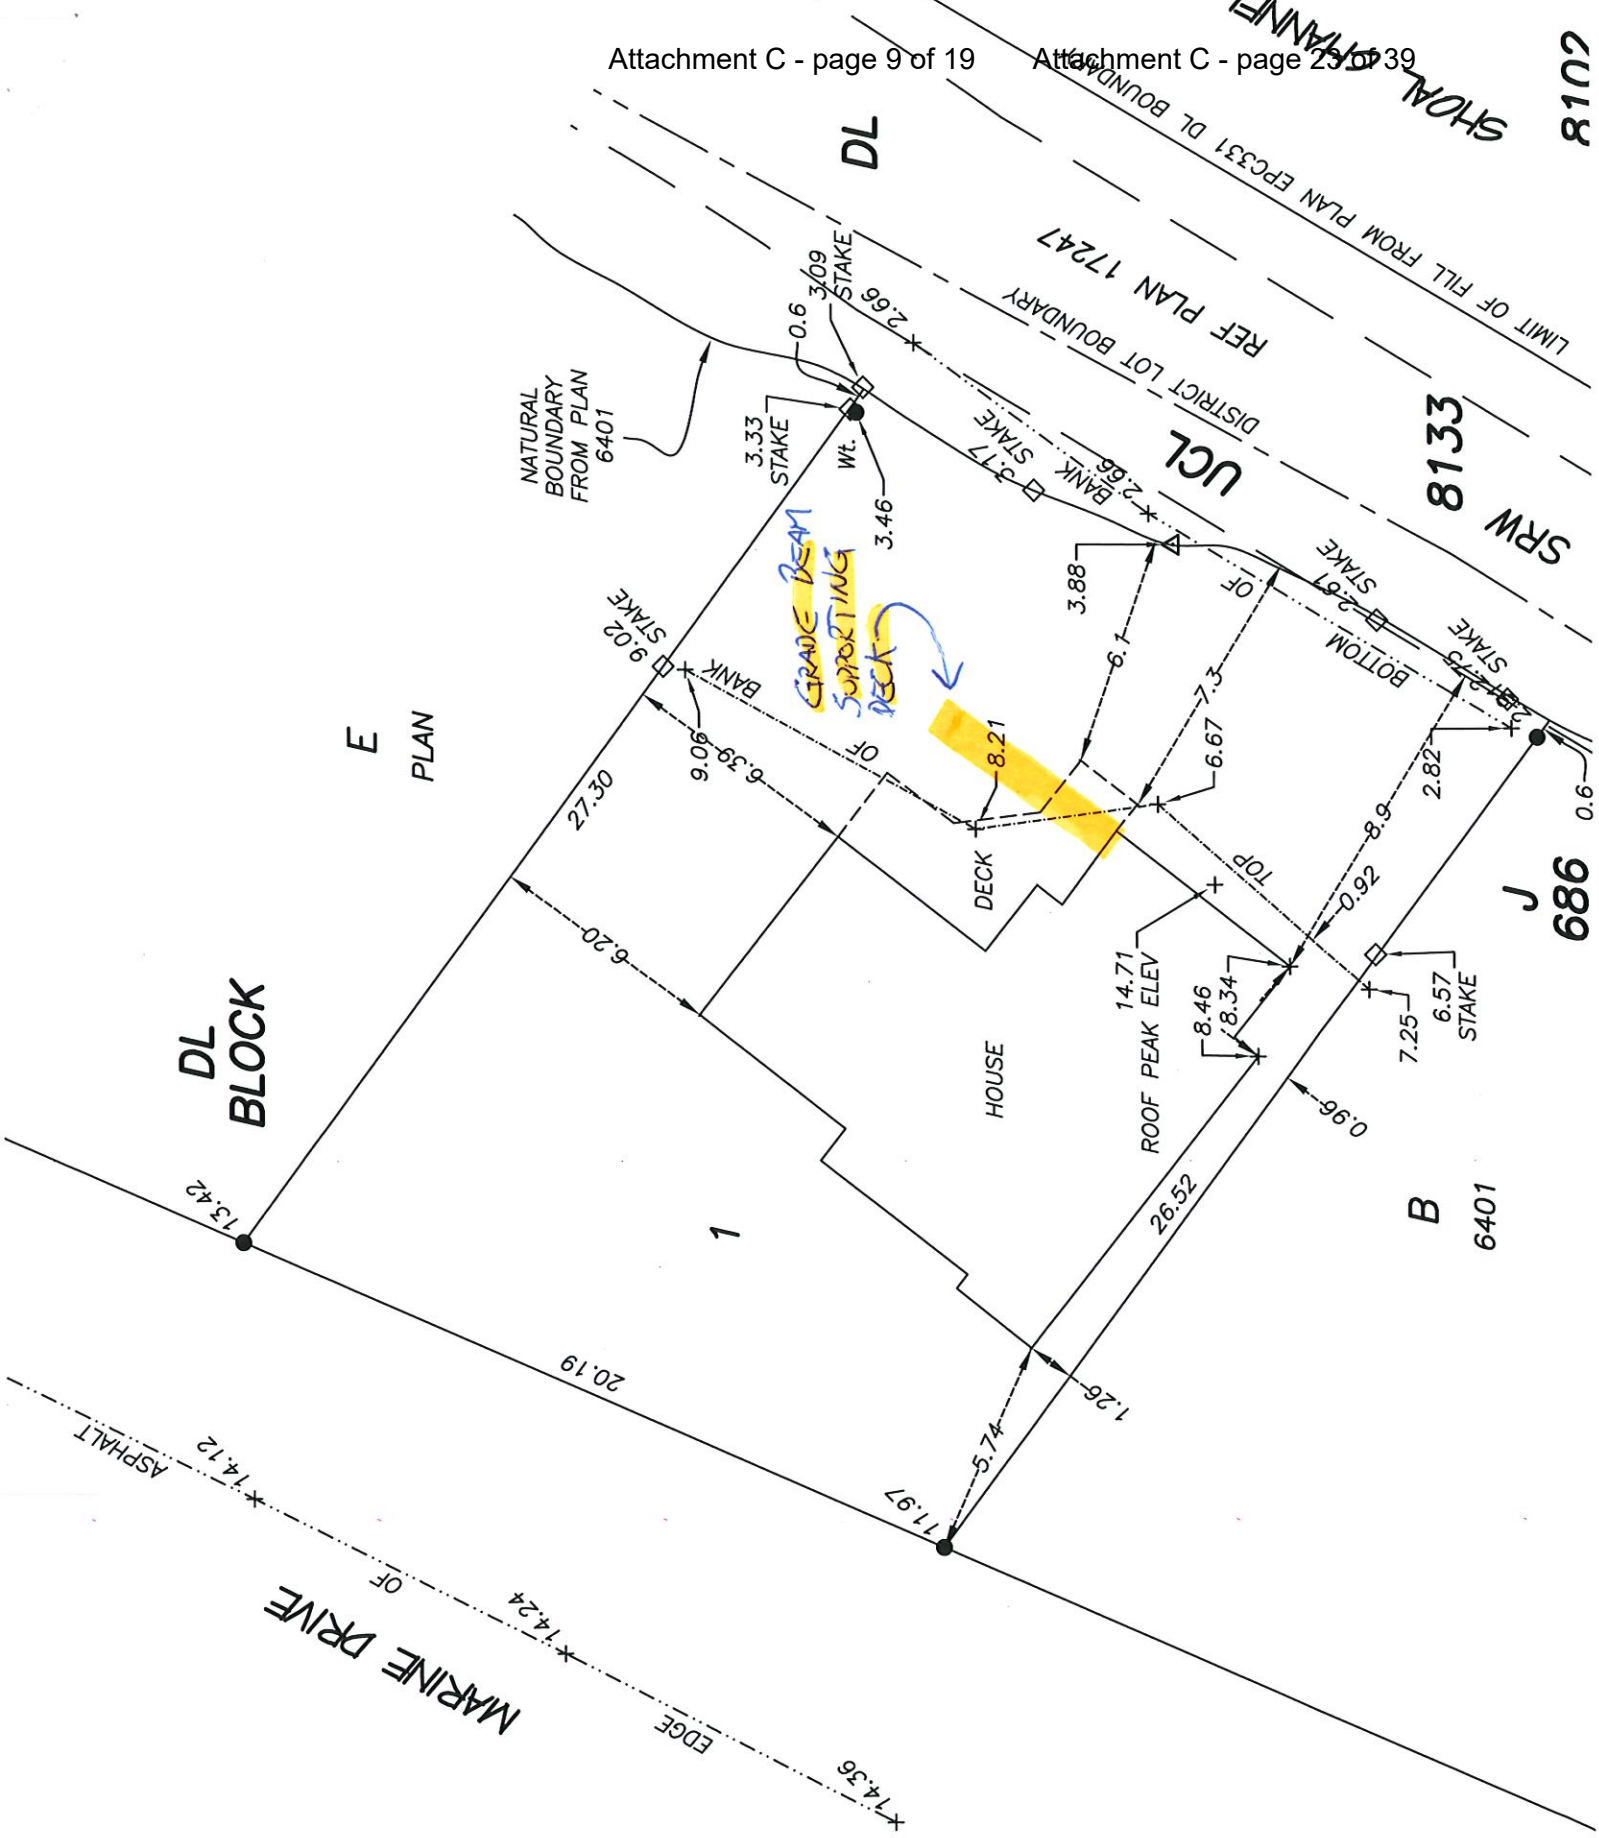 Attachment C - page 9 of 19
Attachment C - page 23 of 39
SHOAL CHANNEL
8102
LIMIT OF FILL FROM PLAN EPC331 DL BOUNDARY
DL
REF PLAN 17247
DISTRICT LOT BOUNDARY
UCL
8133
SRW
NATURAL
BOUNDARY
FROM PLAN
6401
0.6
3.09
STAKE
2.66
3.33
STAKE
Wt.
3.46
3.17
STAKE
BANK
2.66
OF
BOTTOM
3.88
2.61
STAKE
2.75
STAKE
GRADE BEAM
SUPPORTING
DECK
9.02
STAKE
BANK
9.06
OF
6.39
8.21
6.1
7.3
6.67
2.82
8.9
0.92
0.6
E
PLAN
27.30
DECK
TOP
J
686
6.20
14.71
ROOF PEAK ELEV
8.46
8.34
6.57
STAKE
7.25
DL
BLOCK
HOUSE
0.96
13.42
1
26.52
B
6401
20.19
1.26
5.74
11.97
ASPHALT
14.12
OF
14.24
EDGE
14.36
MARINE DRIVE